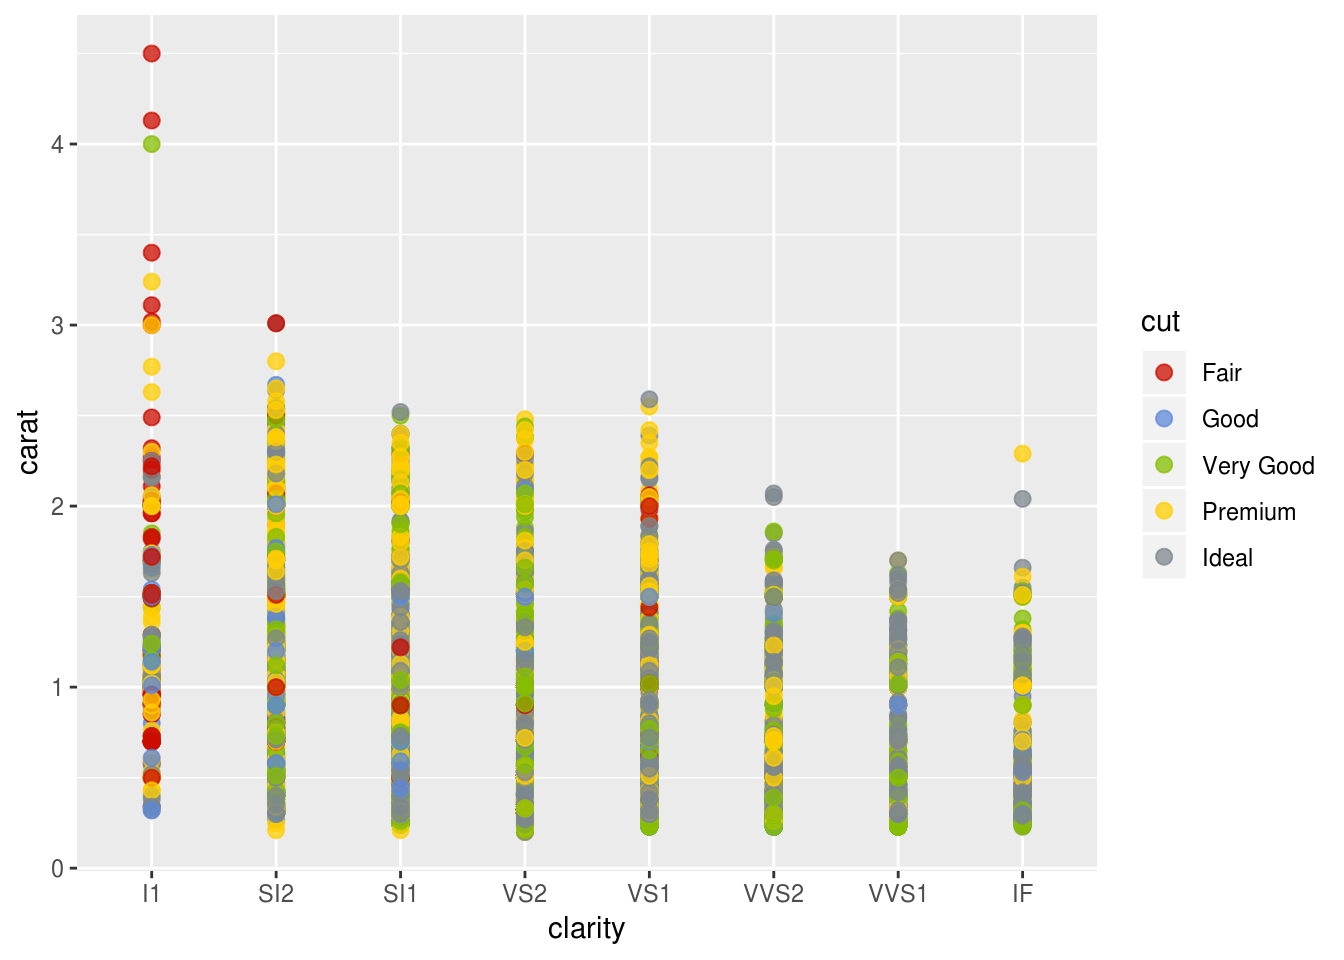 4
3
2
1
0
carat
I1 SI2 SI1 VS2 VS1 VVS2 VVS1 IF
clarity
cut
Fair
Good
Very Good
Premium
Ideal